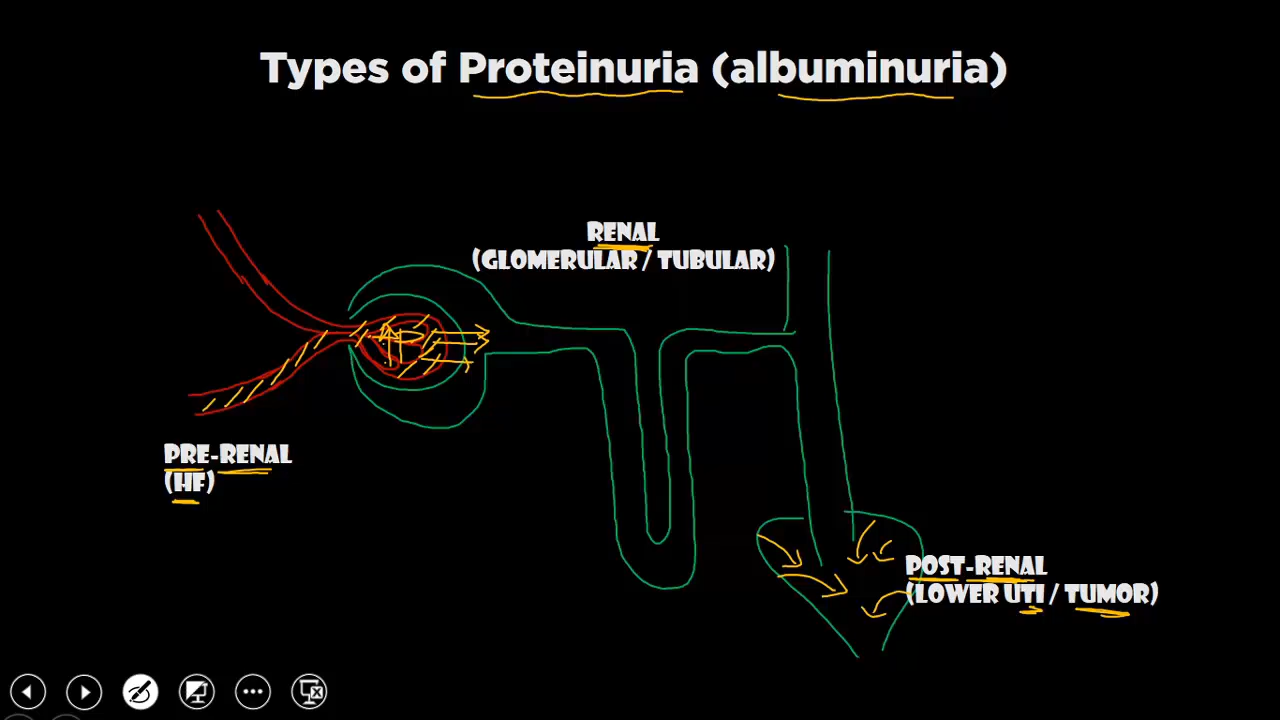 Types of Proteinuria (albuminuria)
RENAL
(GLOMERULAR / TUBULAR)
↑P
PRE-RENAL
(HF)
POST-RENAL
(LOWER UTI / TUMOR)